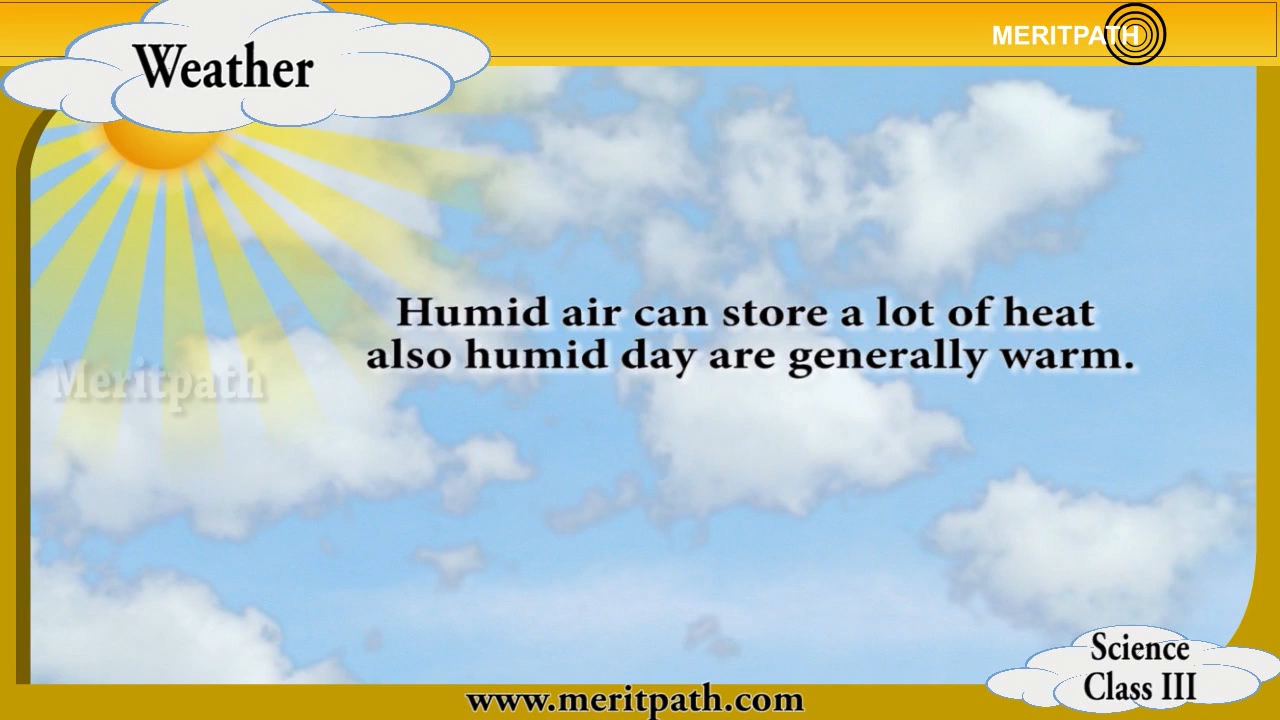 Weather
MERITPATH
Humid air can store a lot of heat
also humid day are generally warm.
Meritpath
Science
Class III
www.meritpath.com